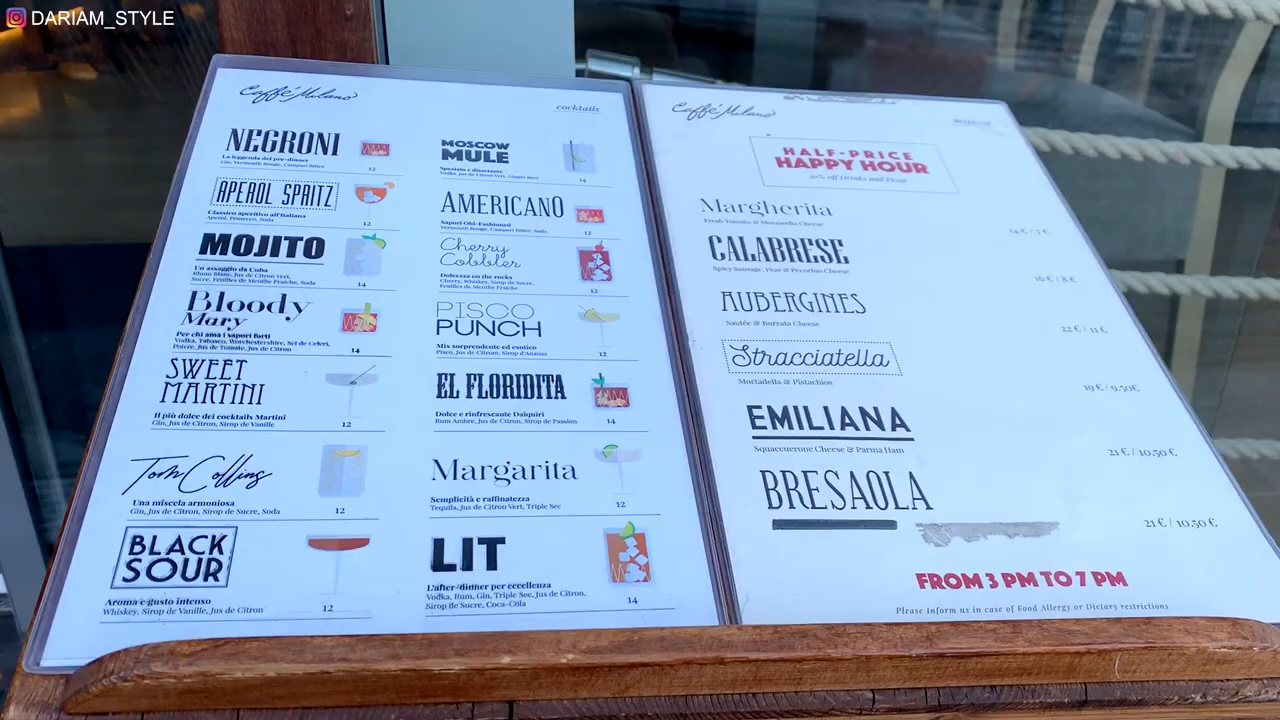 DARIAM_STYLE
Caffè Milano
cocktails
NEGRONI
La leggenda dei pre-dinner
Gin, Vermouth Rouge, Campari Bitter
12
APEROL SPRITZ
Classico aperitivo all'Italiana
Aperol, Prosecco, Soda
12
MOJITO
Un assaggio da Cuba
Rhum Blanc, Jus de Citron Vert,
Sucre, Feuilles de Menthe Fraîche, Soda
14
Bloody
Mary
Per chi ama i sapori forti
Vodka, Tabasco, Worchestershire, Sel de Celeri,
Poivre, Jus de Tomate, Jus de Citron
14
SWEET
MARTINI
Il più dolce dei cocktails Martini
Gin, Jus de Citron, Sirop de Vanille
12
Tom Collins
Una miscela armoniosa
Gin, Jus de Citron, Sirop de Sucre, Soda
12
BLACK
SOUR
Aroma e gusto intenso
Whiskey, Sirop de Vanille, Jus de Citron
12
MOSCOW
MULE
Speziato e dissetante
Vodka, Jus de Citron Vert, Ginger Beer
14
AMERICANO
Sapori Old-Fashioned
Vermouth Rouge, Campari Bitter, Soda
12
Cherry
Cobbler
Dolcezza on the rocks
Cherry, Whiskey, Sirop de Sucre,
Feuilles de Menthe Fraîche
12
PISCO
PUNCH
Mix sorprendente ed esotico
Pisco, Jus de Citron, Sirop d'Ananas
12
EL FLORIDITA
Dolce e rinfrescante Daiquiri
Rum Ambre, Jus de Citron, Sirop de Passion
14
Margarita
Semplicità e raffinatezza
Tequila, Jus de Citron Vert, Triple Sec
12
LIT
L'after-dinner per eccellenza
Vodka, Rum, Gin, Triple Sec, Jus de Citron,
Sirop de Sucre, Coca-Cola
14
Caffè Milano
HALF-PRICE
HAPPY HOUR
50% off Drinks and Pizza
Margherita
Fresh Tomato & Mozzarella Cheese
14 € / 7 €
CALABRESE
Spicy Sausage, Pear & Pecorino Cheese
16 € / 8 €
AUBERGINES
Sautée & Burrata Cheese
22 € / 11 €
Stracciatella
Mortadella & Pistachios
19 € / 9,50€
EMILIANA
Squaccuerone Cheese & Parma Ham
21 € / 10,50 €
BRESAOLA
21 € / 10,50 €
FROM 3 PM TO 7 PM
Please Inform us in case of Food Allergy or Dietary restrictions